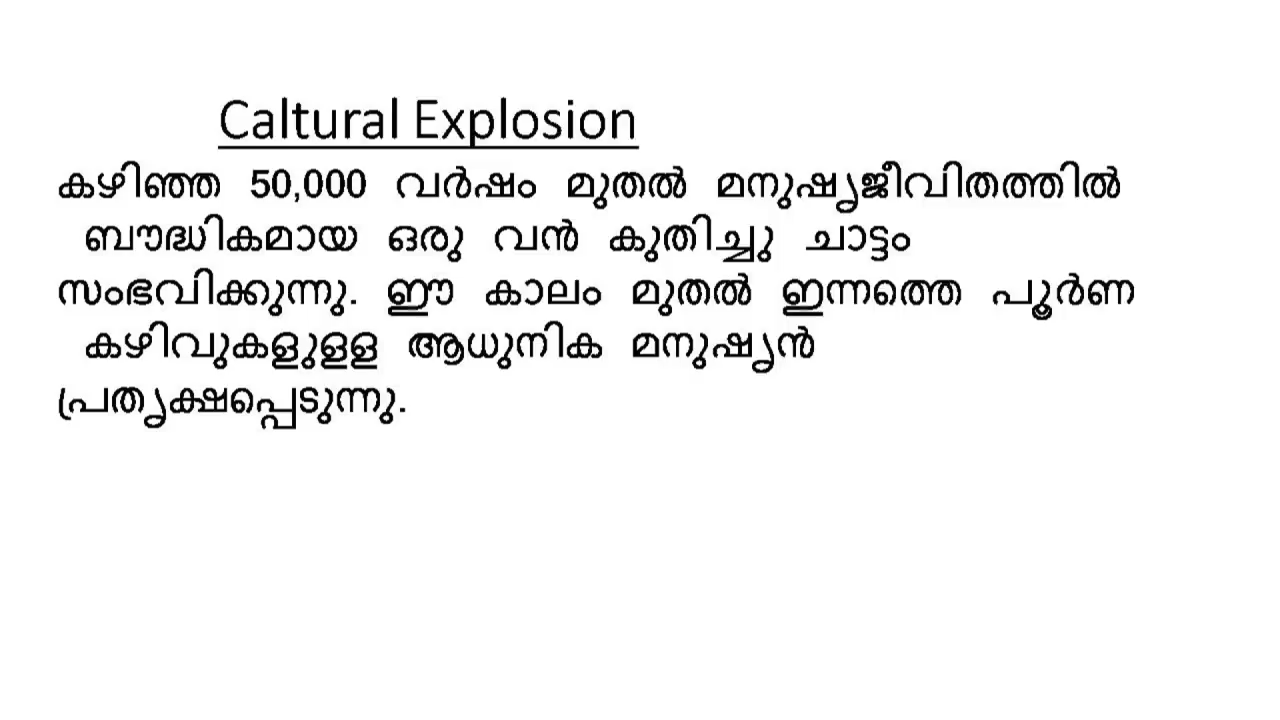 Caltural Explosion
കഴിഞ്ഞ 50,000 വർഷം മുതൽ മനുഷ്യജീവിതത്തിൽ
ബൗദ്ധികമായ ഒരു വൻ കുതിച്ചു ചാട്ടം
സംഭവിക്കുന്നു. ഈ കാലം മുതൽ ഇന്നത്തെ പൂർണ
കഴിവുകളുളള ആധുനിക മനുഷ്യൻ
പ്രത്യക്ഷപ്പെടുന്നു.